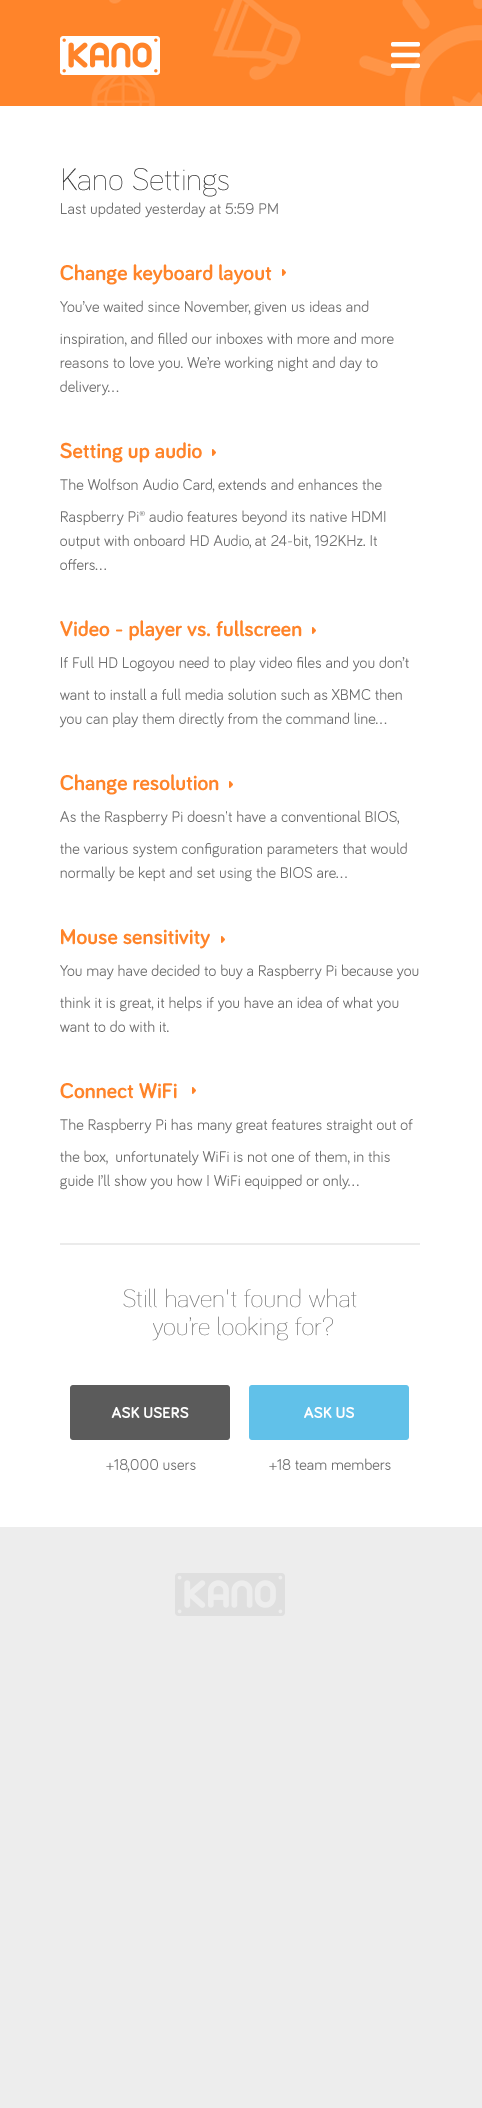 KANO
Kano Settings
Last updated yesterday at 5:59 PM
Change keyboard layout
You’ve waited since November, given us ideas and
inspiration, and filled our inboxes with more and more
reasons to love you. We’re working night and day to
delivery...
Setting up audio
The Wolfson Audio Card, extends and enhances the
Raspberry Pi® audio features beyond its native HDMI
output with onboard HD Audio, at 24-bit, 192KHz. It
offers...
Video - player vs. fullscreen
If Full HD Logoyou need to play video files and you don’t
want to install a full media solution such as XBMC then
you can play them directly from the command line...
Change resolution
As the Raspberry Pi doesn't have a conventional BIOS,
the various system configuration parameters that would
normally be kept and set using the BIOS are...
Mouse sensitivity
You may have decided to buy a Raspberry Pi because you
think it is great, it helps if you have an idea of what you
want to do with it.
Connect WiFi
The Raspberry Pi has many great features straight out of
the box,  unfortunately WiFi is not one of them, in this
guide I’ll show you how I WiFi equipped or only...
Still haven't found what
you’re looking for?
ASK USERS
ASK US
+18,000 users
+18 team members
KANO